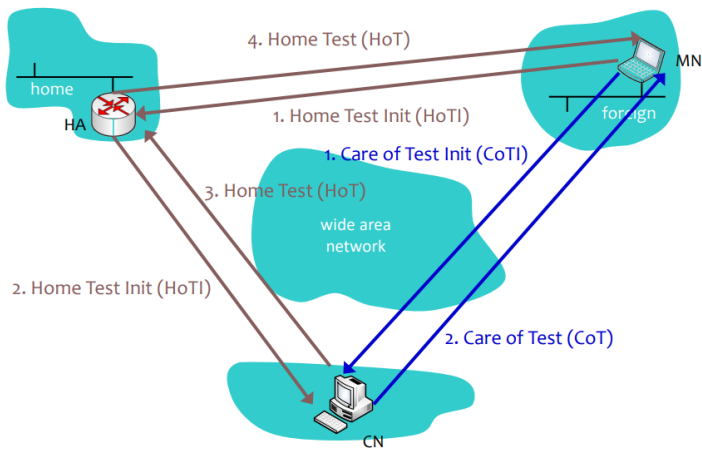 4. Home Test (HoT)
MN
home
HA
1. Home Test Init (HoTI)
foreign
1. Care of Test Init (CoTI)
3. Home Test (HoT)
wide area
network
2. Home Test Init (HoTI)
2. Care of Test (CoT)
CN